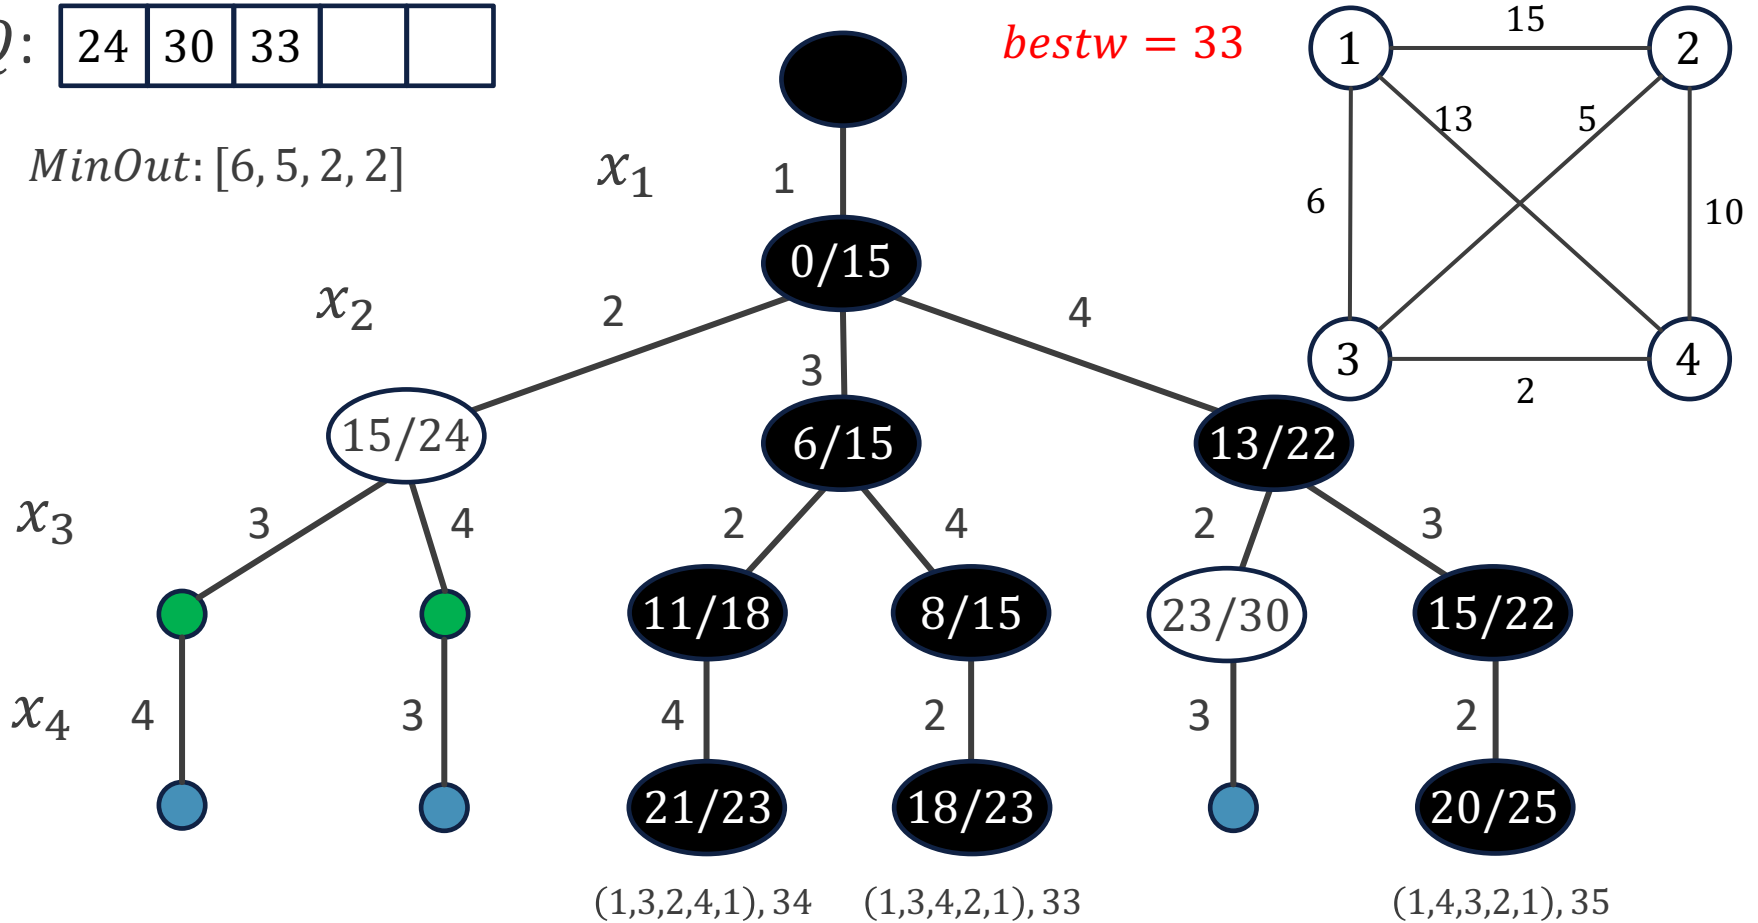 Q: 24 30 33
bestw = 33
MinOut: [6, 5, 2, 2]
1 15 2
13 5
6 10
3 2 4
x₁ 1
0/15
x₂ 2 3 4
15/24 6/15 13/22
x₃ 3 4 2 4 2 3
11/18 8/15 23/30 15/22
x₄ 4 3 4 2 3 2
21/23 18/23 20/25
(1,3,2,4,1), 34 (1,3,4,2,1), 33 (1,4,3,2,1), 35